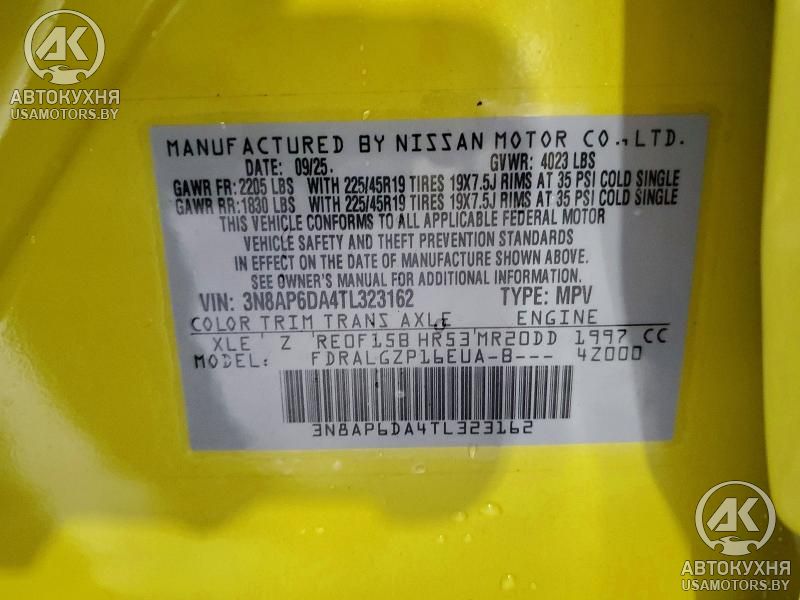 AK
АВТОКУХНЯ
USAMOTORS.BY
MANUFACTURED BY NISSAN MOTOR CO.,LTD.
DATE: 09/25. GVWR: 4023 LBS
GAWR FR: 2205 LBS WITH 225/45R19 TIRES 19X7.5J RIMS AT 35 PSI COLD SINGLE
GAWR RR: 1830 LBS WITH 225/45R19 TIRES 19X7.5J RIMS AT 35 PSI COLD SINGLE
THIS VEHICLE CONFORMS TO ALL APPLICABLE FEDERAL MOTOR
VEHICLE SAFETY AND THEFT PREVENTION STANDARDS
IN EFFECT ON THE DATE OF MANUFACTURE SHOWN ABOVE.
SEE OWNER'S MANUAL FOR ADDITIONAL INFORMATION.
VIN: 3N8AP6DA4TL323162 TYPE: MPV
COLOR TRIM TRANS AXLE ENGINE
XLE' Z RE0F15B HR53'MR20DD 1997 CC
MODEL: FDRALGZP16EUA-B--- 4Z000
3N8AP6DA4TL323162
AK
АВТОКУХНЯ
USAMOTORS.BY